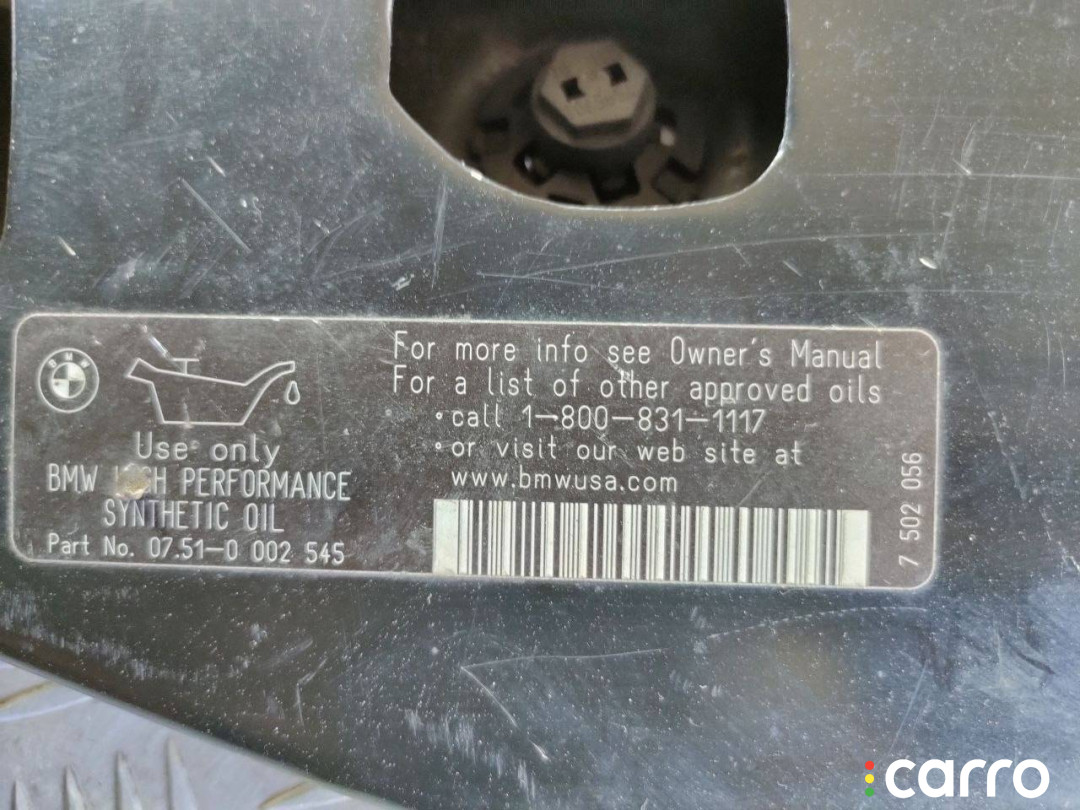 BMW
Use only
BMW HIGH PERFORMANCE
SYNTHETIC OIL
Part No. 07.51-0 002 545
For more info see Owner's Manual
For a list of other approved oils
•call 1-800-831-1117
•or visit our web site at
www.bmwusa.com
7 502 056
carro